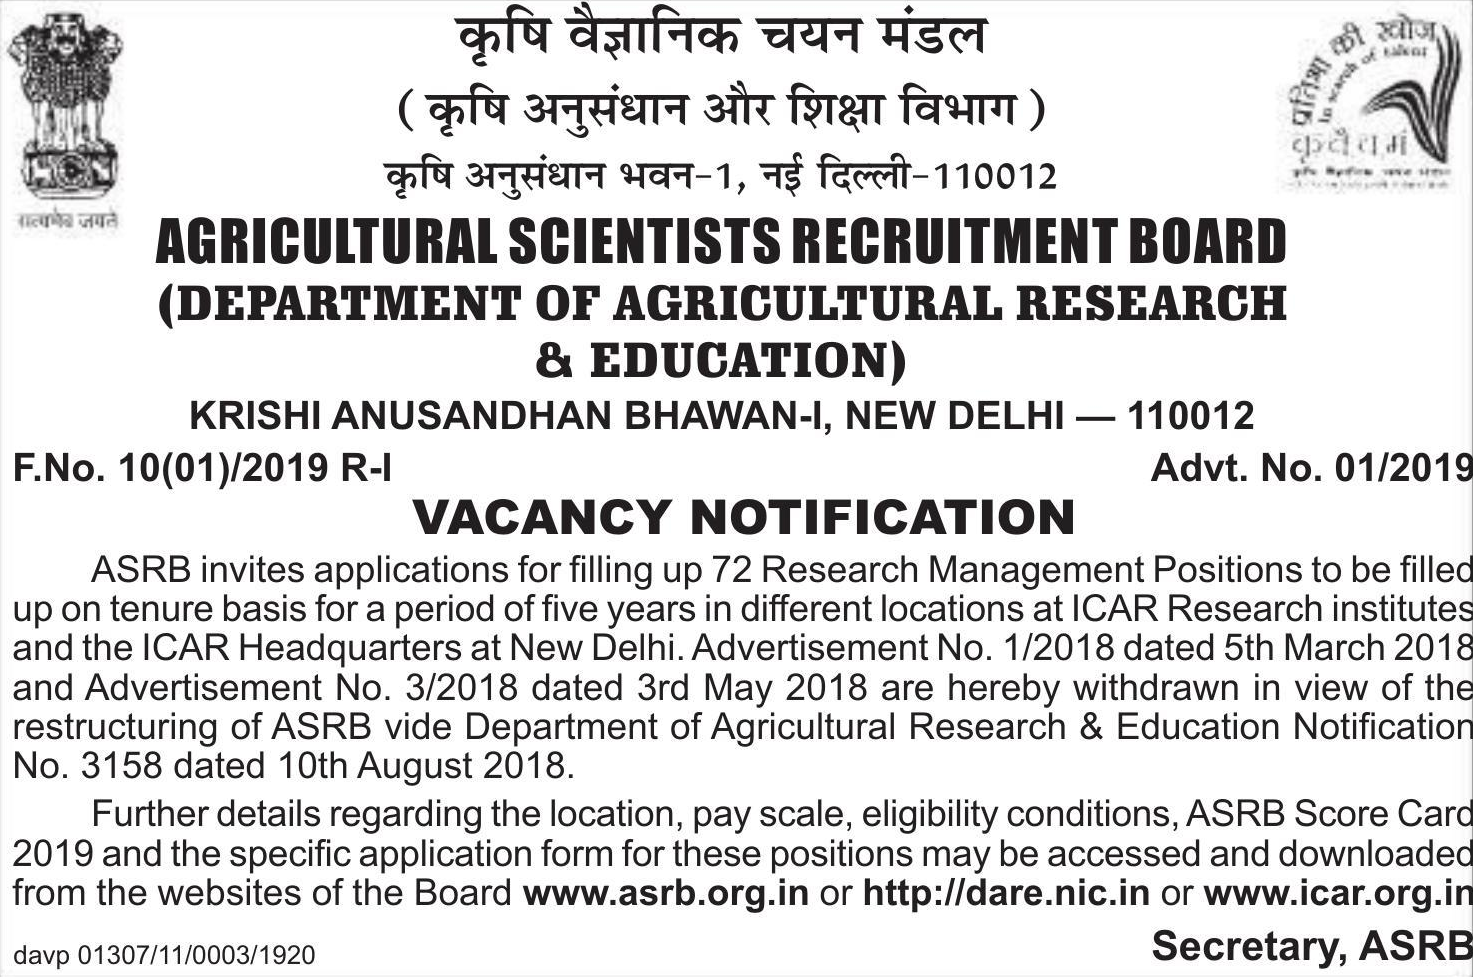 कृषि वैज्ञानिक चयन मंडल
( कृषि अनुसंधान और शिक्षा विभाग )
कृषि अनुसंधान भवन-1, नई दिल्ली-110012
सत्यमेव जयते
प्रतिभा की खोज
In search of talent
कृ वै च मं
कृषि वैज्ञानिक चयन मंडल
AGRICULTURAL SCIENTISTS RECRUITMENT BOARD
(DEPARTMENT OF AGRICULTURAL RESEARCH
& EDUCATION)
KRISHI ANUSANDHAN BHAWAN-I, NEW DELHI — 110012
F.No. 10(01)/2019 R-I Advt. No. 01/2019
VACANCY NOTIFICATION
ASRB invites applications for filling up 72 Research Management Positions to be filled
up on tenure basis for a period of five years in different locations at ICAR Research institutes
and the ICAR Headquarters at New Delhi. Advertisement No. 1/2018 dated 5th March 2018
and Advertisement No. 3/2018 dated 3rd May 2018 are hereby withdrawn in view of the
restructuring of ASRB vide Department of Agricultural Research & Education Notification
No. 3158 dated 10th August 2018.
Further details regarding the location, pay scale, eligibility conditions, ASRB Score Card
2019 and the specific application form for these positions may be accessed and downloaded
from the websites of the Board www.asrb.org.in or http://dare.nic.in or www.icar.org.in
davp 01307/11/0003/1920 Secretary, ASRB